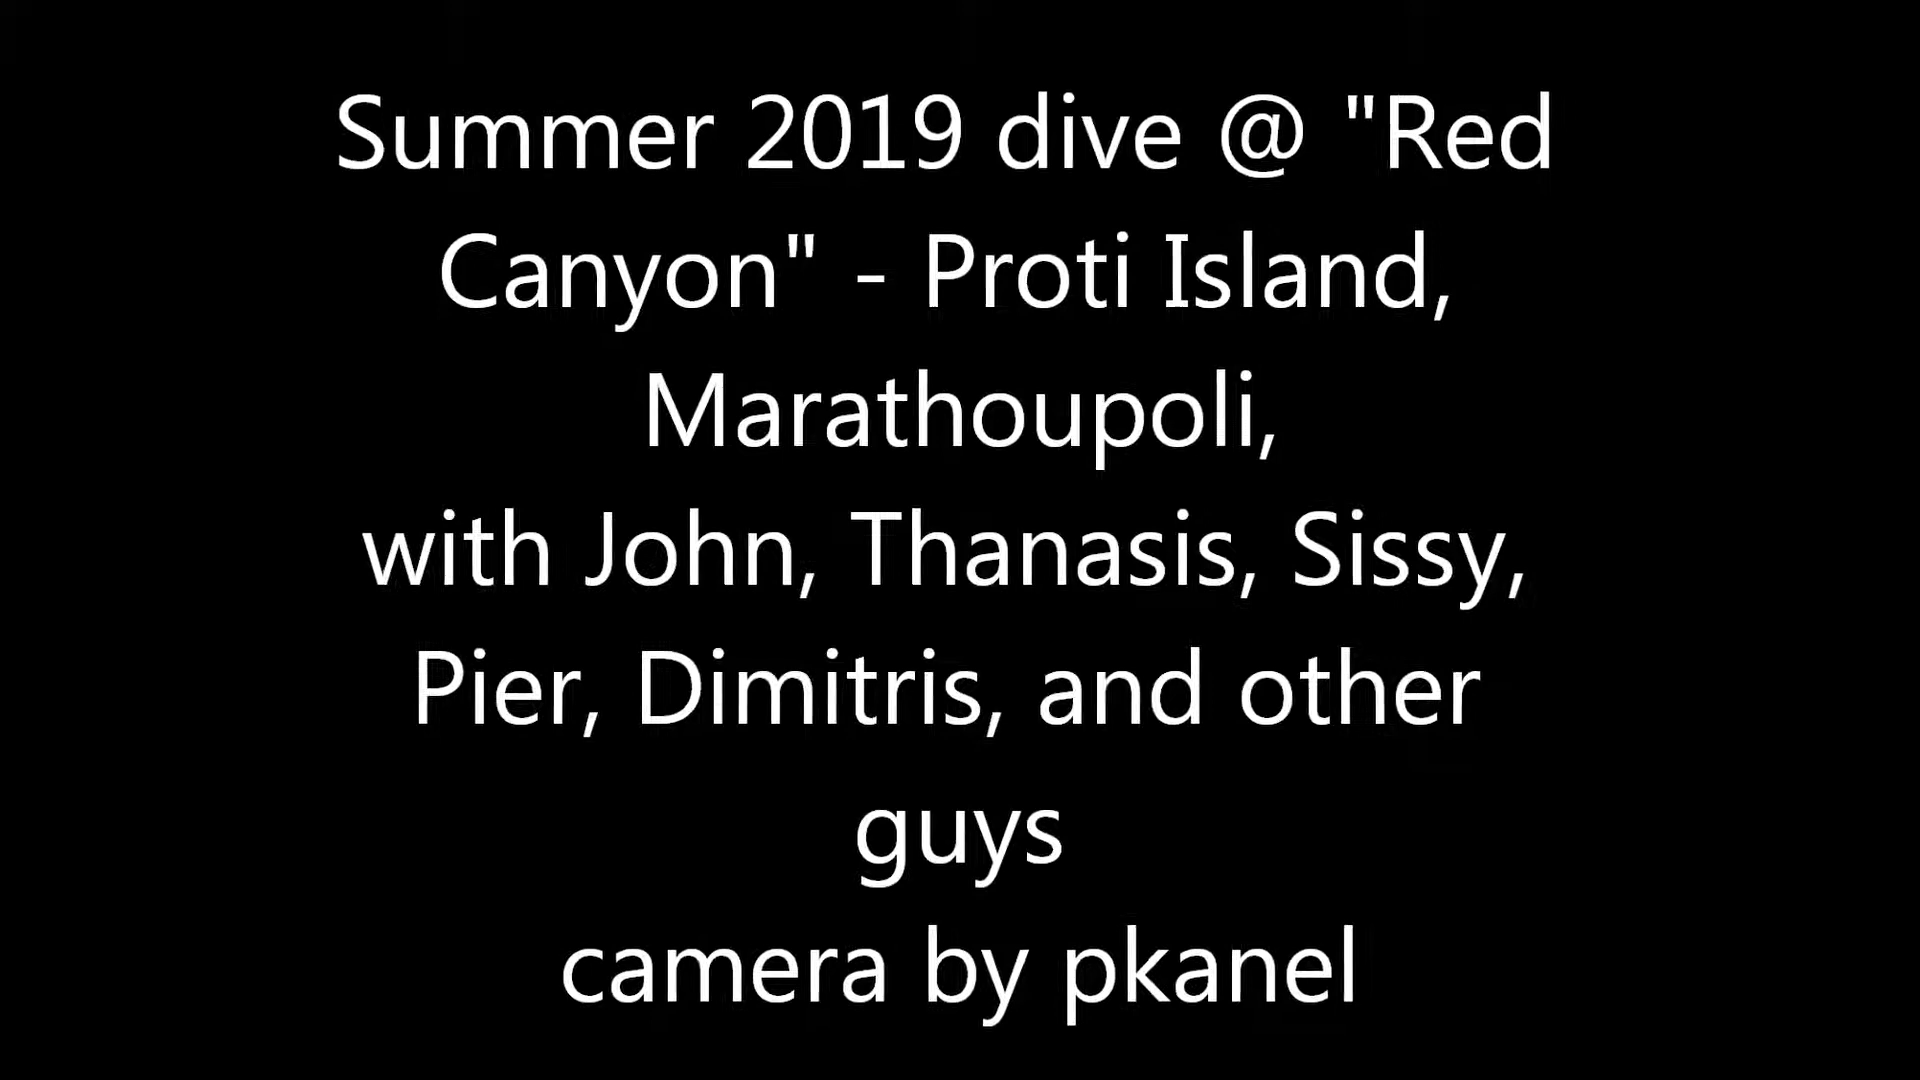 Summer 2019 dive @ "Red
Canyon" - Proti Island,
Marathoupoli,
with John, Thanasis, Sissy,
Pier, Dimitris, and other
guys
camera by pkanel